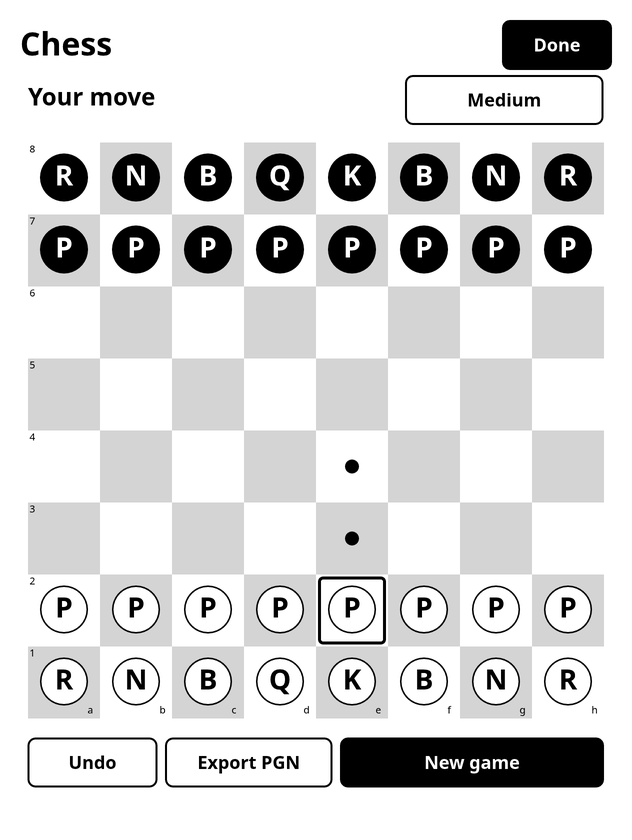 Chess Done
Your move Medium
8
R N B Q K B N R
7
P P P P P P P P
6
5
4
3
2
P P P P P P P P
1
R N B Q K B N R
a b c d e f g h
Undo Export PGN New game